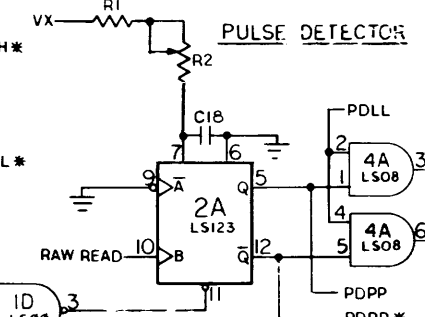 R1
VX
PULSE DETECTOR
H*
R2
C18
PDLL
7
6
2
3
4A
LS08
1
L*
9
A
Q
5
2A
LS123
4
4A
LS08
6
5
RAW READ
10
B
Q
12
11
1D
3
PDPP
PDPP*